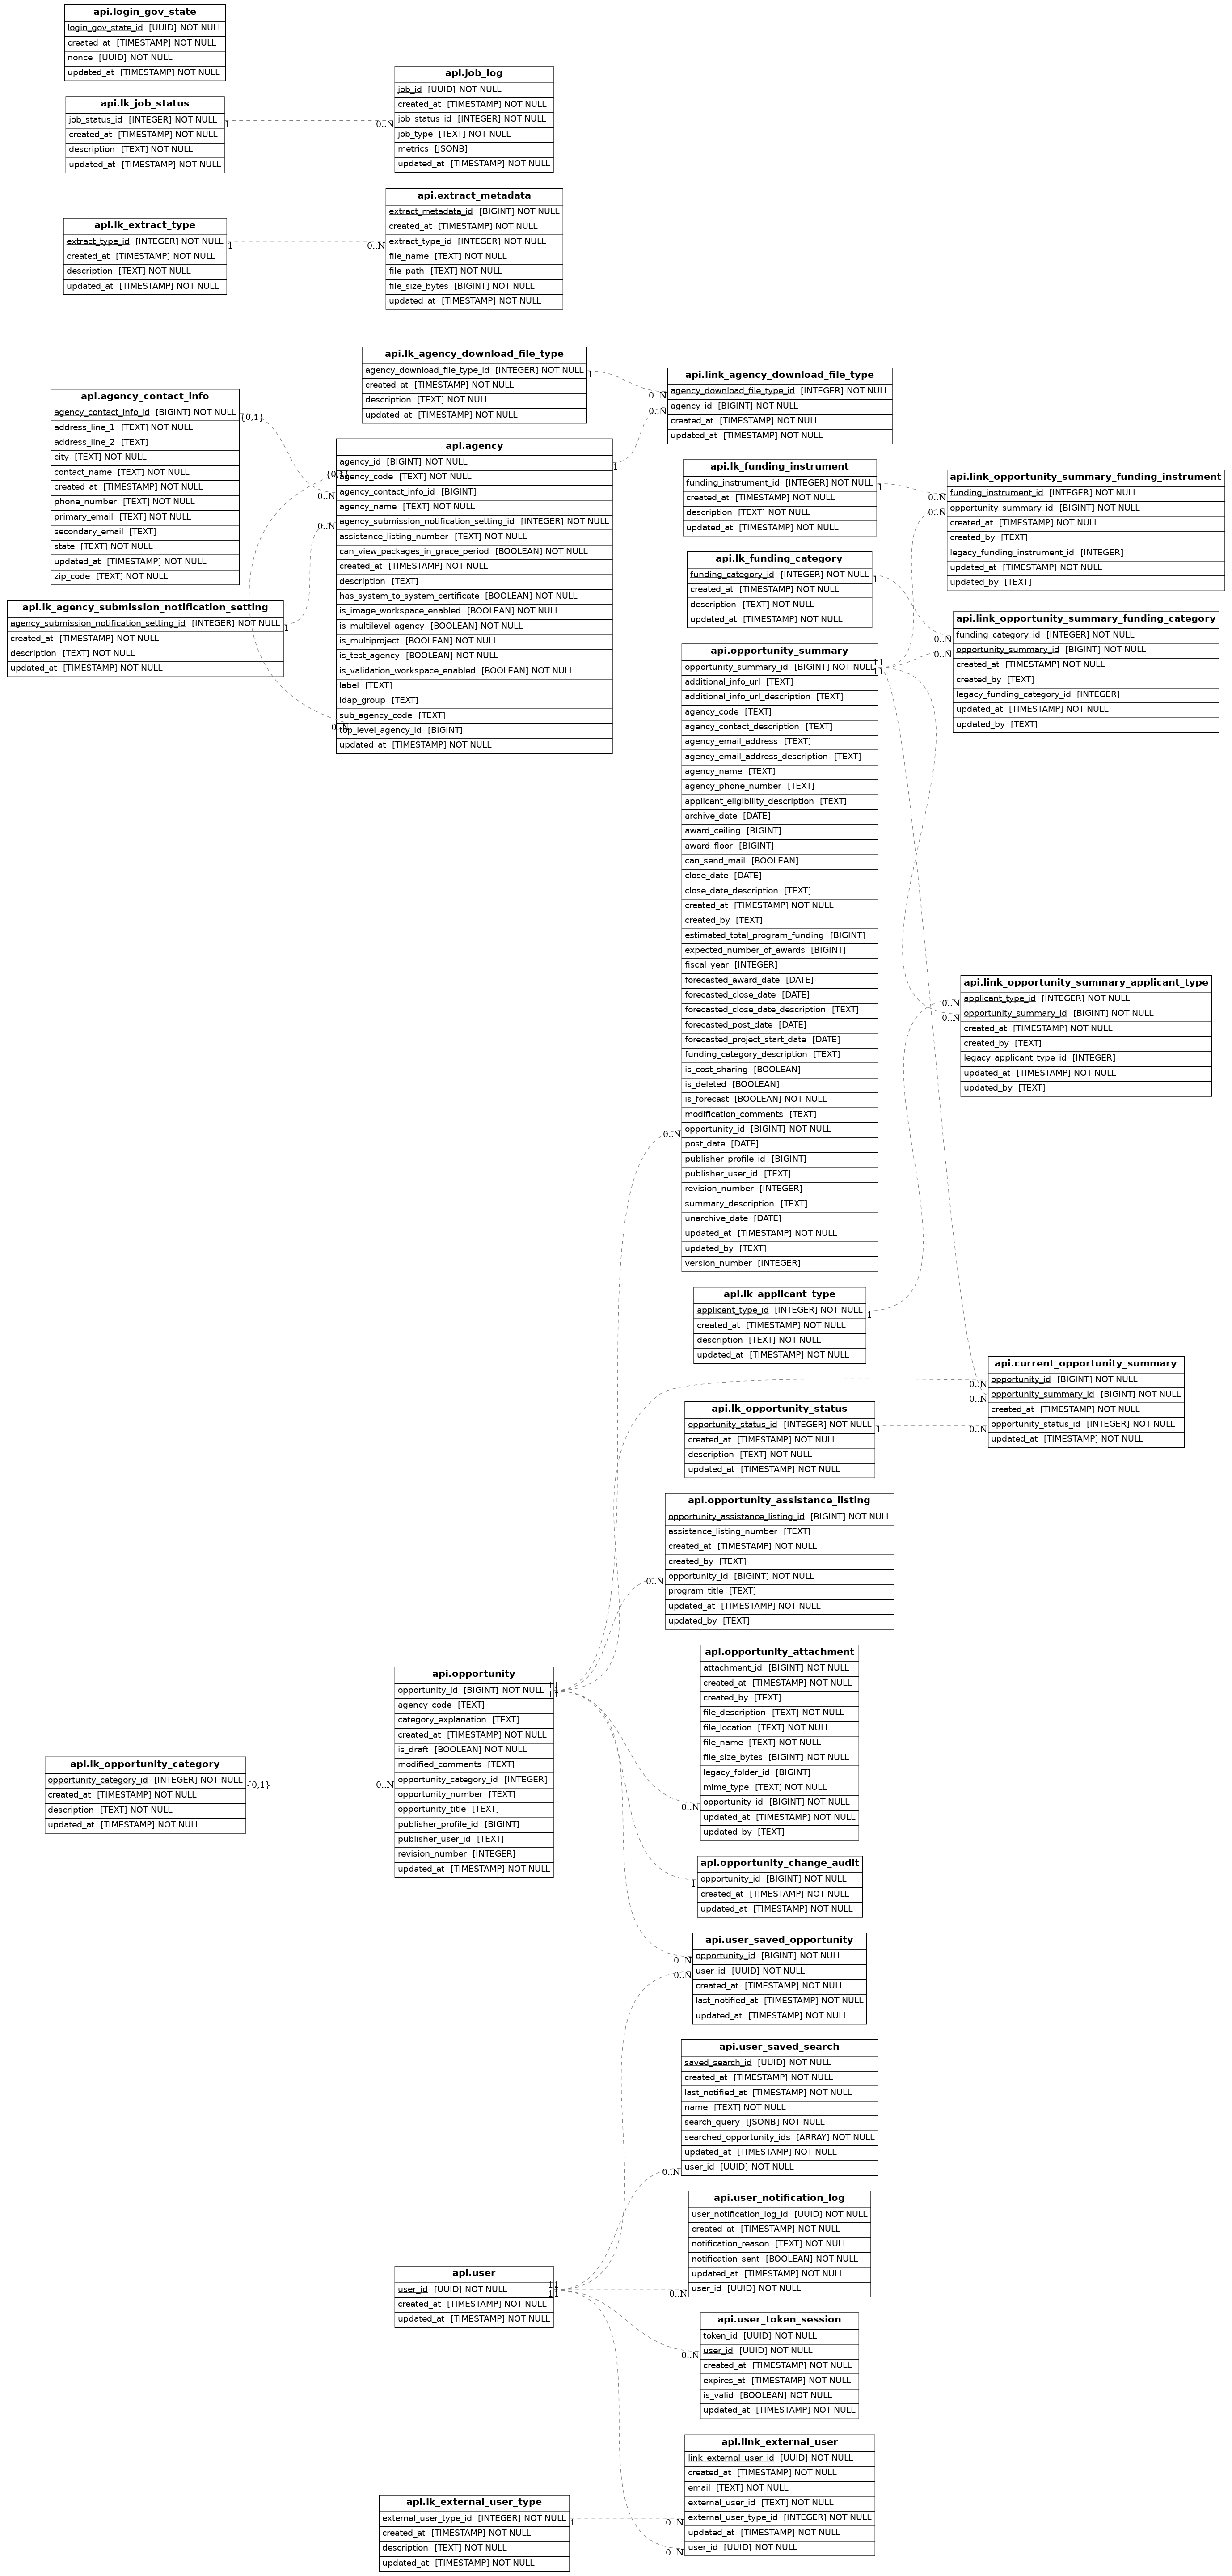 api.login_gov_state
login_gov_state_id [UUID] NOT NULL
created_at [TIMESTAMP] NOT NULL
nonce [UUID] NOT NULL
updated_at [TIMESTAMP] NOT NULL
api.lk_job_status
job_status_id [INTEGER] NOT NULL
created_at [TIMESTAMP] NOT NULL
description [TEXT] NOT NULL
updated_at [TIMESTAMP] NOT NULL
1
0..N
api.job_log
job_id [UUID] NOT NULL
created_at [TIMESTAMP] NOT NULL
job_status_id [INTEGER] NOT NULL
job_type [TEXT] NOT NULL
metrics [JSONB]
updated_at [TIMESTAMP] NOT NULL
api.lk_extract_type
extract_type_id [INTEGER] NOT NULL
created_at [TIMESTAMP] NOT NULL
description [TEXT] NOT NULL
updated_at [TIMESTAMP] NOT NULL
1
0..N
api.extract_metadata
extract_metadata_id [BIGINT] NOT NULL
created_at [TIMESTAMP] NOT NULL
extract_type_id [INTEGER] NOT NULL
file_name [TEXT] NOT NULL
file_path [TEXT] NOT NULL
file_size_bytes [BIGINT] NOT NULL
updated_at [TIMESTAMP] NOT NULL
api.agency_contact_info
agency_contact_info_id [BIGINT] NOT NULL
address_line_1 [TEXT] NOT NULL
address_line_2 [TEXT]
city [TEXT] NOT NULL
contact_name [TEXT] NOT NULL
created_at [TIMESTAMP] NOT NULL
phone_number [TEXT] NOT NULL
primary_email [TEXT] NOT NULL
secondary_email [TEXT]
state [TEXT] NOT NULL
updated_at [TIMESTAMP] NOT NULL
zip_code [TEXT] NOT NULL
{0,1}
api.lk_agency_submission_notification_setting
agency_submission_notification_setting_id [INTEGER] NOT NULL
created_at [TIMESTAMP] NOT NULL
description [TEXT] NOT NULL
updated_at [TIMESTAMP] NOT NULL
1
api.lk_agency_download_file_type
agency_download_file_type_id [INTEGER] NOT NULL
created_at [TIMESTAMP] NOT NULL
description [TEXT] NOT NULL
updated_at [TIMESTAMP] NOT NULL
1
api.agency
agency_id [BIGINT] NOT NULL
agency_code [TEXT] NOT NULL
agency_contact_info_id [BIGINT]
agency_name [TEXT] NOT NULL
agency_submission_notification_setting_id [INTEGER] NOT NULL
assistance_listing_number [TEXT] NOT NULL
can_view_packages_in_grace_period [BOOLEAN] NOT NULL
created_at [TIMESTAMP] NOT NULL
description [TEXT]
has_system_to_system_certificate [BOOLEAN] NOT NULL
is_image_workspace_enabled [BOOLEAN] NOT NULL
is_multilevel_agency [BOOLEAN] NOT NULL
is_multiproject [BOOLEAN] NOT NULL
is_test_agency [BOOLEAN] NOT NULL
is_validation_workspace_enabled [BOOLEAN] NOT NULL
label [TEXT]
ldap_group [TEXT]
sub_agency_code [TEXT]
top_level_agency_id [BIGINT]
updated_at [TIMESTAMP] NOT NULL
{0,1}
0..N
0..N
0..N
1
api.link_agency_download_file_type
agency_download_file_type_id [INTEGER] NOT NULL
agency_id [BIGINT] NOT NULL
created_at [TIMESTAMP] NOT NULL
updated_at [TIMESTAMP] NOT NULL
0..N
0..N
api.lk_funding_instrument
funding_instrument_id [INTEGER] NOT NULL
created_at [TIMESTAMP] NOT NULL
description [TEXT] NOT NULL
updated_at [TIMESTAMP] NOT NULL
1
api.link_opportunity_summary_funding_instrument
funding_instrument_id [INTEGER] NOT NULL
opportunity_summary_id [BIGINT] NOT NULL
created_at [TIMESTAMP] NOT NULL
created_by [TEXT]
legacy_funding_instrument_id [INTEGER]
updated_at [TIMESTAMP] NOT NULL
updated_by [TEXT]
0..N
0..N
api.lk_funding_category
funding_category_id [INTEGER] NOT NULL
created_at [TIMESTAMP] NOT NULL
description [TEXT] NOT NULL
updated_at [TIMESTAMP] NOT NULL
1
api.link_opportunity_summary_funding_category
funding_category_id [INTEGER] NOT NULL
opportunity_summary_id [BIGINT] NOT NULL
created_at [TIMESTAMP] NOT NULL
created_by [TEXT]
legacy_funding_category_id [INTEGER]
updated_at [TIMESTAMP] NOT NULL
updated_by [TEXT]
0..N
0..N
api.opportunity_summary
opportunity_summary_id [BIGINT] NOT NULL
additional_info_url [TEXT]
additional_info_url_description [TEXT]
agency_code [TEXT]
agency_contact_description [TEXT]
agency_email_address [TEXT]
agency_email_address_description [TEXT]
agency_name [TEXT]
agency_phone_number [TEXT]
applicant_eligibility_description [TEXT]
archive_date [DATE]
award_ceiling [BIGINT]
award_floor [BIGINT]
can_send_mail [BOOLEAN]
close_date [DATE]
close_date_description [TEXT]
created_at [TIMESTAMP] NOT NULL
created_by [TEXT]
estimated_total_program_funding [BIGINT]
expected_number_of_awards [BIGINT]
fiscal_year [INTEGER]
forecasted_award_date [DATE]
forecasted_close_date [DATE]
forecasted_close_date_description [TEXT]
forecasted_post_date [DATE]
forecasted_project_start_date [DATE]
funding_category_description [TEXT]
is_cost_sharing [BOOLEAN]
is_deleted [BOOLEAN]
is_forecast [BOOLEAN] NOT NULL
modification_comments [TEXT]
opportunity_id [BIGINT] NOT NULL
post_date [DATE]
publisher_profile_id [BIGINT]
publisher_user_id [TEXT]
revision_number [INTEGER]
summary_description [TEXT]
unarchive_date [DATE]
updated_at [TIMESTAMP] NOT NULL
updated_by [TEXT]
version_number [INTEGER]
11
11
0..N
api.link_opportunity_summary_applicant_type
applicant_type_id [INTEGER] NOT NULL
opportunity_summary_id [BIGINT] NOT NULL
created_at [TIMESTAMP] NOT NULL
created_by [TEXT]
legacy_applicant_type_id [INTEGER]
updated_at [TIMESTAMP] NOT NULL
updated_by [TEXT]
0..N
0..N
api.lk_applicant_type
applicant_type_id [INTEGER] NOT NULL
created_at [TIMESTAMP] NOT NULL
description [TEXT] NOT NULL
updated_at [TIMESTAMP] NOT NULL
1
api.current_opportunity_summary
opportunity_id [BIGINT] NOT NULL
opportunity_summary_id [BIGINT] NOT NULL
created_at [TIMESTAMP] NOT NULL
opportunity_status_id [INTEGER] NOT NULL
updated_at [TIMESTAMP] NOT NULL
0..N
0..N
0..N
api.lk_opportunity_status
opportunity_status_id [INTEGER] NOT NULL
created_at [TIMESTAMP] NOT NULL
description [TEXT] NOT NULL
updated_at [TIMESTAMP] NOT NULL
1
api.opportunity_assistance_listing
opportunity_assistance_listing_id [BIGINT] NOT NULL
assistance_listing_number [TEXT]
created_at [TIMESTAMP] NOT NULL
created_by [TEXT]
opportunity_id [BIGINT] NOT NULL
program_title [TEXT]
updated_at [TIMESTAMP] NOT NULL
updated_by [TEXT]
0..N
api.lk_opportunity_category
opportunity_category_id [INTEGER] NOT NULL
created_at [TIMESTAMP] NOT NULL
description [TEXT] NOT NULL
updated_at [TIMESTAMP] NOT NULL
{0,1}
0..N
api.opportunity
opportunity_id [BIGINT] NOT NULL
agency_code [TEXT]
category_explanation [TEXT]
created_at [TIMESTAMP] NOT NULL
is_draft [BOOLEAN] NOT NULL
modified_comments [TEXT]
opportunity_category_id [INTEGER]
opportunity_number [TEXT]
opportunity_title [TEXT]
publisher_profile_id [BIGINT]
publisher_user_id [TEXT]
revision_number [INTEGER]
updated_at [TIMESTAMP] NOT NULL
11
11
api.opportunity_attachment
attachment_id [BIGINT] NOT NULL
created_at [TIMESTAMP] NOT NULL
created_by [TEXT]
file_description [TEXT] NOT NULL
file_location [TEXT] NOT NULL
file_name [TEXT] NOT NULL
file_size_bytes [BIGINT] NOT NULL
legacy_folder_id [BIGINT]
mime_type [TEXT] NOT NULL
opportunity_id [BIGINT] NOT NULL
updated_at [TIMESTAMP] NOT NULL
updated_by [TEXT]
0..N
api.opportunity_change_audit
opportunity_id [BIGINT] NOT NULL
created_at [TIMESTAMP] NOT NULL
updated_at [TIMESTAMP] NOT NULL
1
api.user_saved_opportunity
opportunity_id [BIGINT] NOT NULL
user_id [UUID] NOT NULL
created_at [TIMESTAMP] NOT NULL
last_notified_at [TIMESTAMP] NOT NULL
updated_at [TIMESTAMP] NOT NULL
0..N
0..N
api.user_saved_search
saved_search_id [UUID] NOT NULL
created_at [TIMESTAMP] NOT NULL
last_notified_at [TIMESTAMP] NOT NULL
name [TEXT] NOT NULL
search_query [JSONB] NOT NULL
searched_opportunity_ids [ARRAY] NOT NULL
updated_at [TIMESTAMP] NOT NULL
user_id [UUID] NOT NULL
0..N
api.user
user_id [UUID] NOT NULL
created_at [TIMESTAMP] NOT NULL
updated_at [TIMESTAMP] NOT NULL
11
11
api.user_notification_log
user_notification_log_id [UUID] NOT NULL
created_at [TIMESTAMP] NOT NULL
notification_reason [TEXT] NOT NULL
notification_sent [BOOLEAN] NOT NULL
updated_at [TIMESTAMP] NOT NULL
user_id [UUID] NOT NULL
0..N
api.user_token_session
token_id [UUID] NOT NULL
user_id [UUID] NOT NULL
created_at [TIMESTAMP] NOT NULL
expires_at [TIMESTAMP] NOT NULL
is_valid [BOOLEAN] NOT NULL
updated_at [TIMESTAMP] NOT NULL
0..N
api.lk_external_user_type
external_user_type_id [INTEGER] NOT NULL
created_at [TIMESTAMP] NOT NULL
description [TEXT] NOT NULL
updated_at [TIMESTAMP] NOT NULL
1
api.link_external_user
link_external_user_id [UUID] NOT NULL
created_at [TIMESTAMP] NOT NULL
email [TEXT] NOT NULL
external_user_id [TEXT] NOT NULL
external_user_type_id [INTEGER] NOT NULL
updated_at [TIMESTAMP] NOT NULL
user_id [UUID] NOT NULL
0..N
0..N